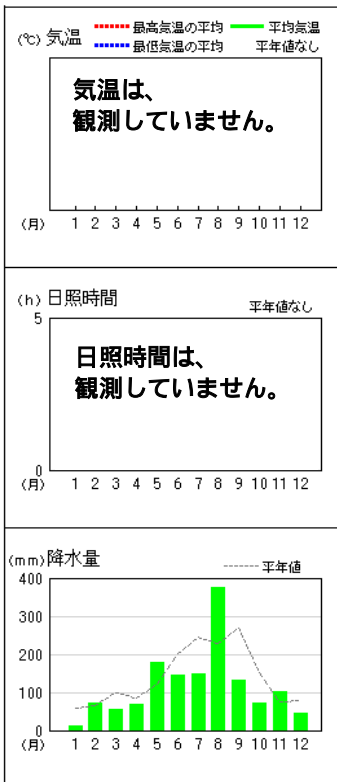 (℃) 気温 最高気温の平均 平均気温
最低気温の平均 平年値なし
気温は、
観測していません。
(月) 1 2 3 4 5 6 7 8 9 10 11 12
(h) 日照時間 平年値なし
5
日照時間は、
観測していません。
0
(月) 1 2 3 4 5 6 7 8 9 10 11 12
(mm) 降水量 平年値
400
300
200
100
0
(月) 1 2 3 4 5 6 7 8 9 10 11 12